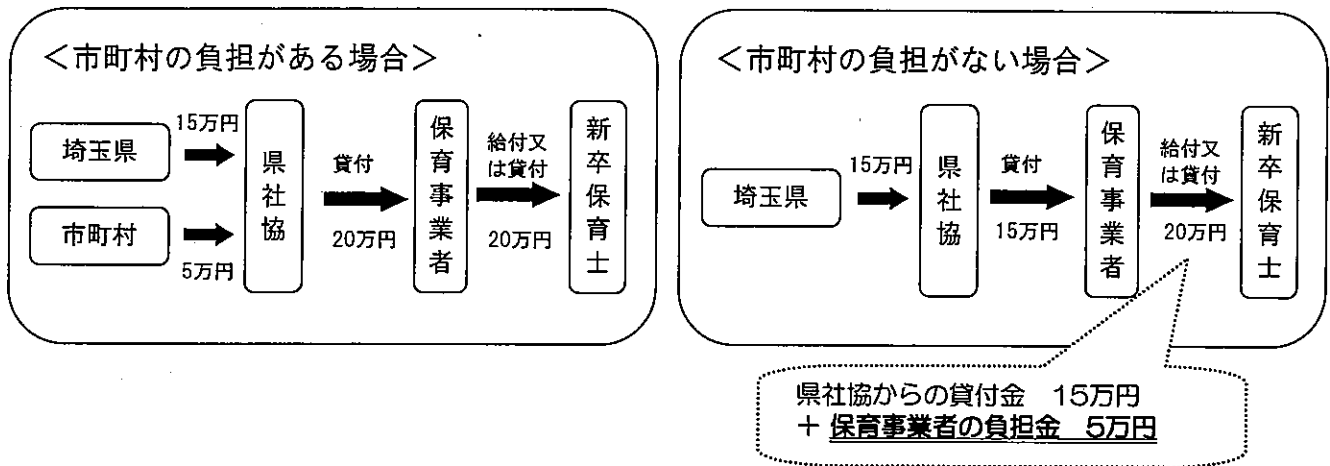 ＜市町村の負担がある場合＞
埼玉県
15万円
市町村
5万円
県社協
貸付
20万円
保育事業者
給付又
は貸付
20万円
新卒保育士
＜市町村の負担がない場合＞
埼玉県
15万円
県社協
貸付
15万円
保育事業者
給付又
は貸付
20万円
新卒保育士
県社協からの貸付金　15万円
＋ 保育事業者の負担金　5万円